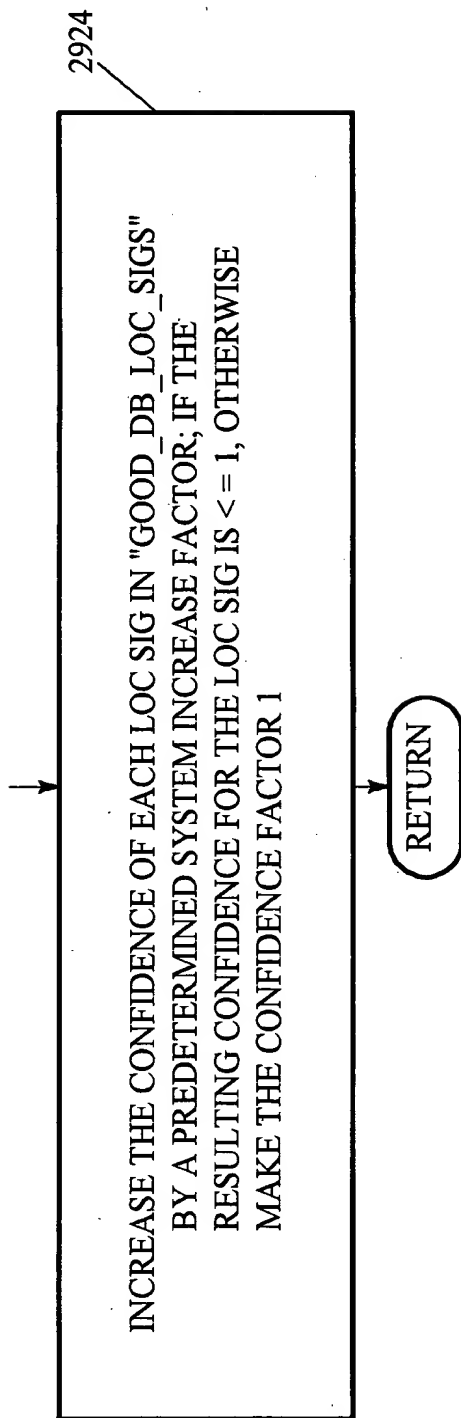 2924
INCREASE THE CONFIDENCE OF EACH LOC SIG IN "GOOD_DB_LOC_SIGS"
BY A PREDETERMINED SYSTEM INCREASE FACTOR; IF THE
RESULTING CONFIDENCE FOR THE LOC SIG IS < = 1, OTHERWISE
MAKE THE CONFIDENCE FACTOR 1
RETURN